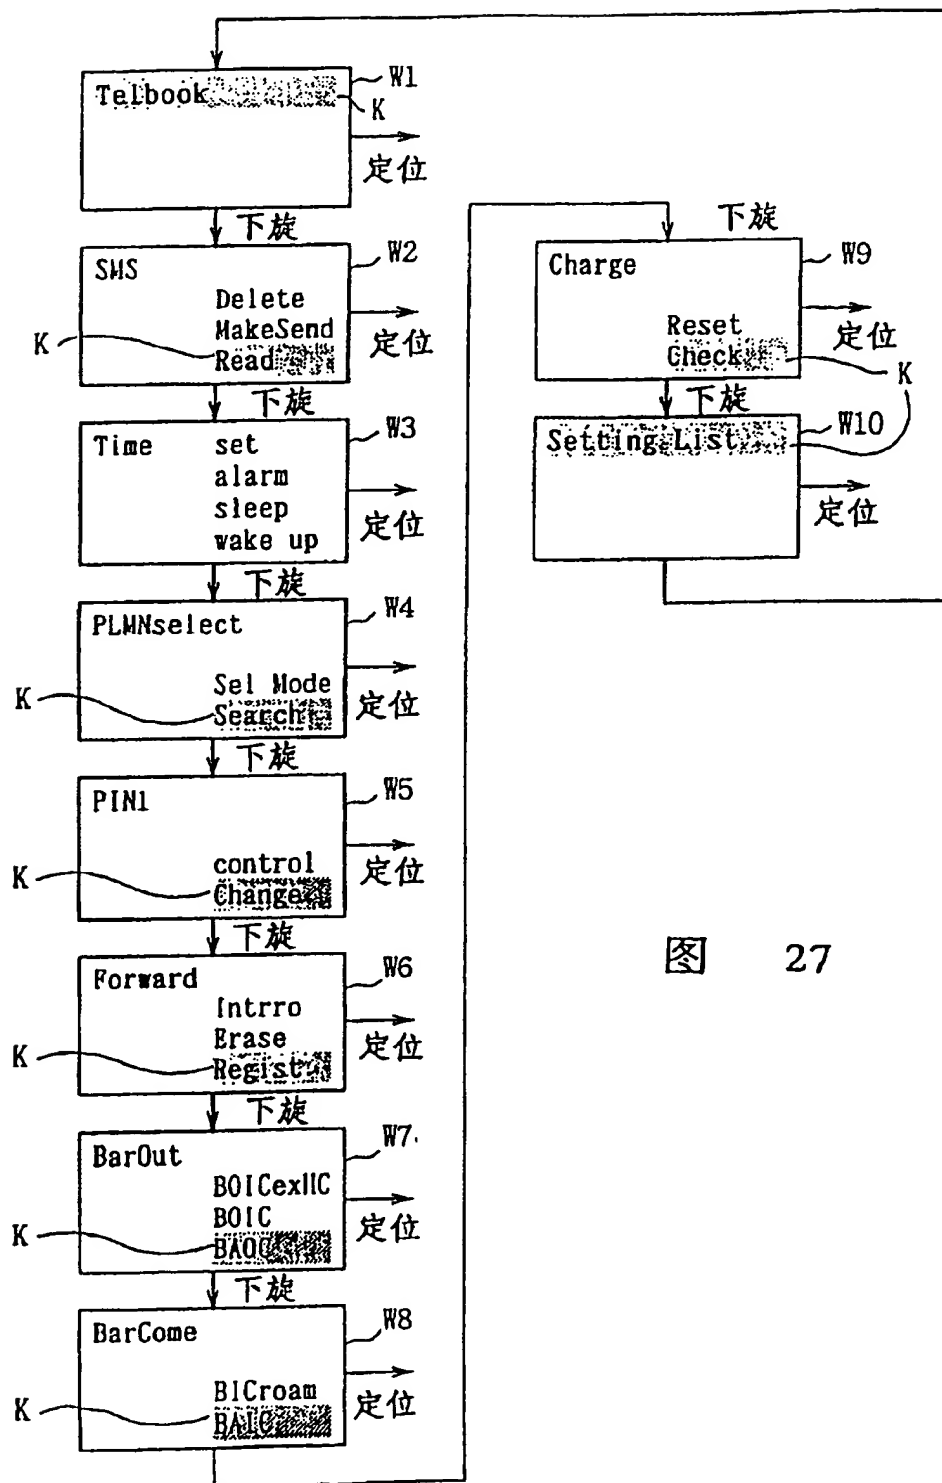 Telbook
W1
K
定位
下旋
SMS
W2
Delete
MakeSend
K
Read
定位
下旋
Time
set
W3
alarm
sleep
wake up
定位
下旋
PLMNselect
W4
Sel Mode
K
Search
定位
下旋
PIN1
W5
control
K
Change
定位
下旋
Forward
W6
Intrro
Erase
K
Regist
定位
下旋
BarOut
W7
BOICexHC
BOIC
K
BAOC
定位
下旋
BarCome
W8
BICroam
K
BAIC
定位
下旋
Charge
W9
Reset
定位
Check
K
下旋
Setting List
W10
定位
图 27